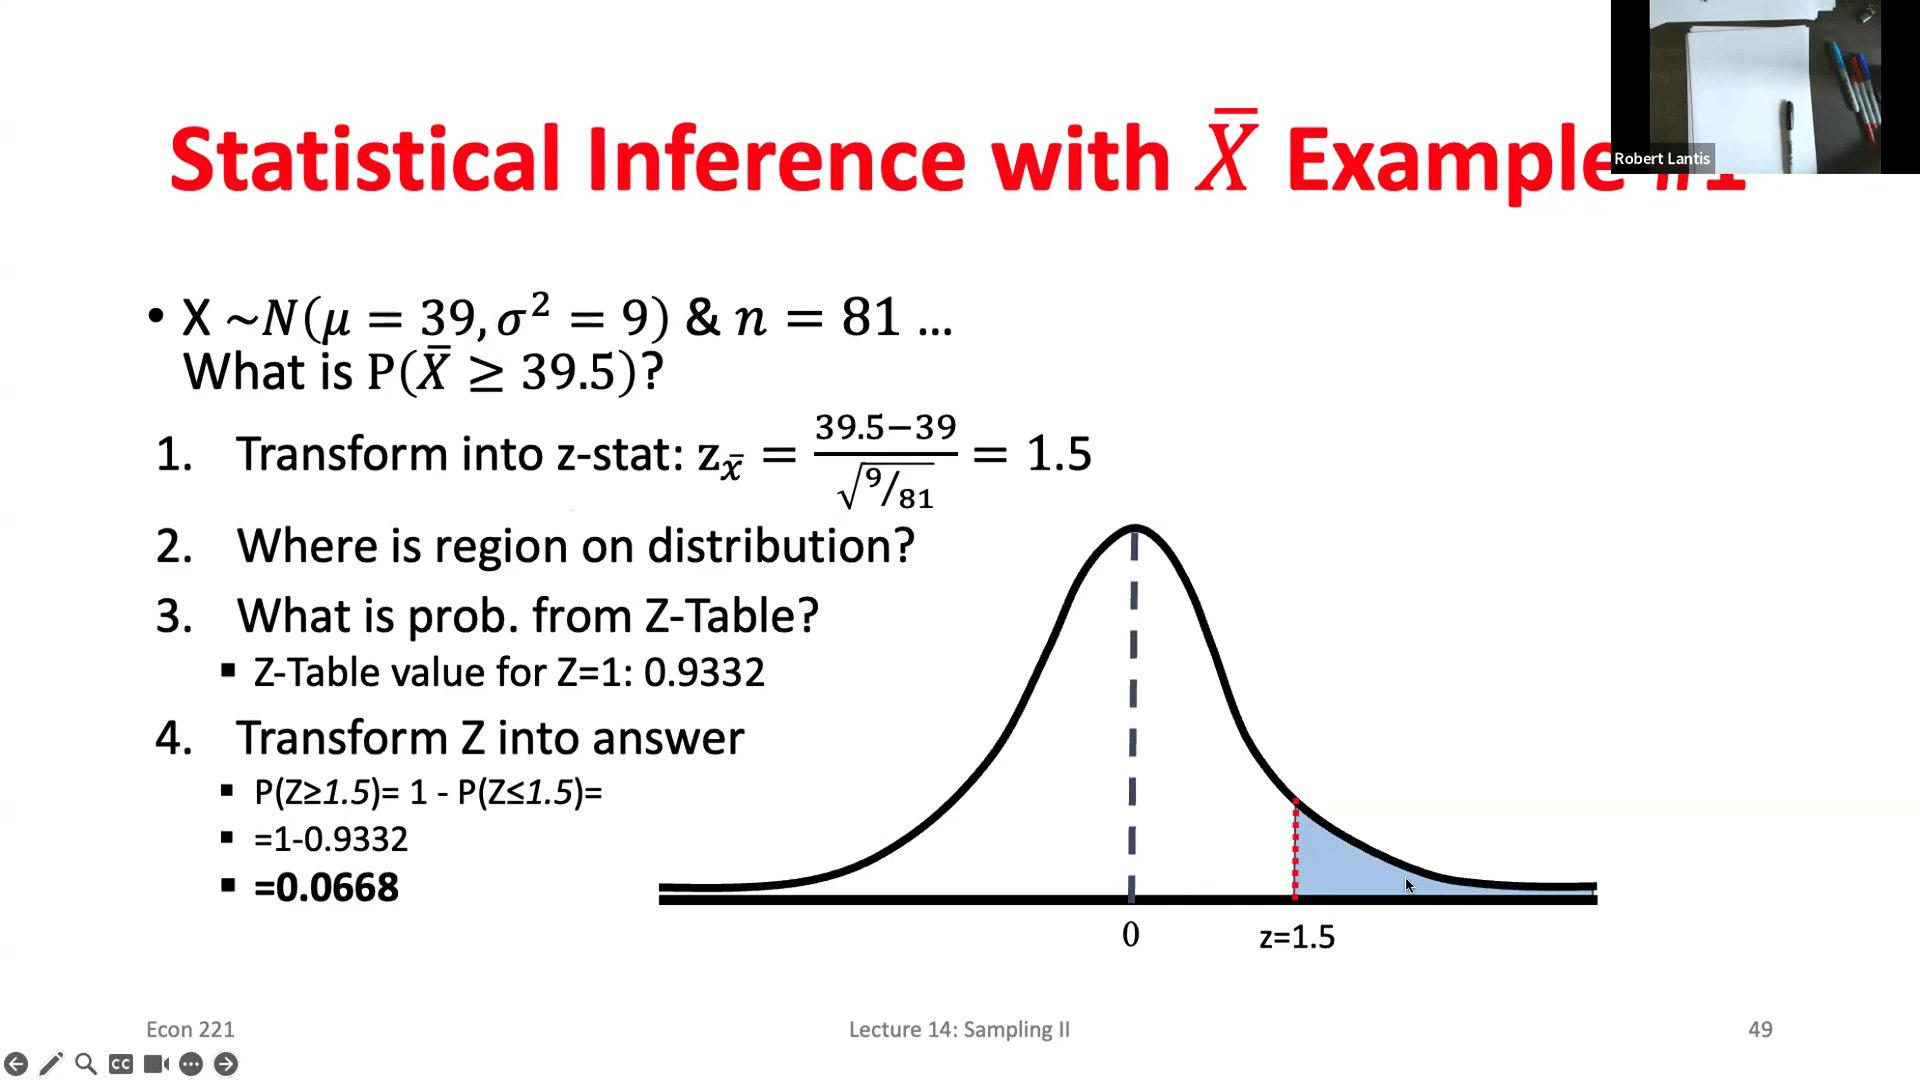 Statistical Inference with X̄ Example #1
Robert Lantis
• X ~N(μ = 39, σ² = 9) & n = 81 ...
What is P(X̄ ≥ 39.5)?
1. Transform into z-stat: z_x̄ = (39.5−39)/√(9/81) = 1.5
2. Where is region on distribution?
3. What is prob. from Z-Table?
▪ Z-Table value for Z=1: 0.9332
4. Transform Z into answer
▪ P(Z≥1.5)= 1 - P(Z≤1.5)=
▪ =1-0.9332
▪ =0.0668
0
z=1.5
Econ 221
Lecture 14: Sampling II
49
CC